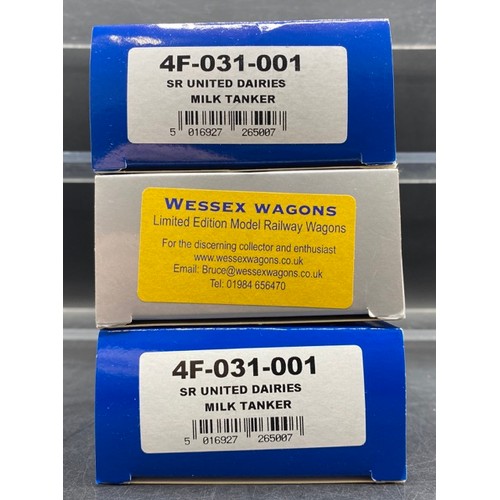 4F-031-001
SR UNITED DAIRIES
MILK TANKER
5 016927 265007
WESSEX WAGONS
Limited Edition Model Railway Wagons
For the discerning collector and enthusiast
www.wessexwagons.co.uk
Email: Bruce@wessexwagons.co.uk
Tel: 01984 656470
4F-031-001
SR UNITED DAIRIES
MILK TANKER
5 016927 265007